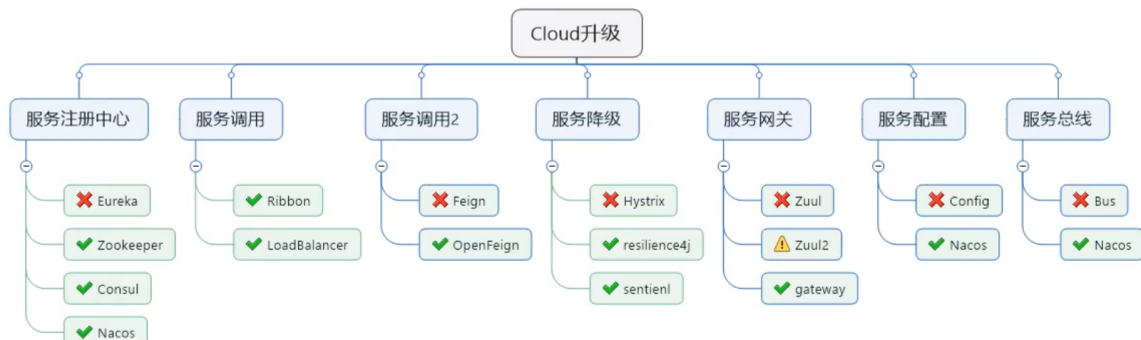 Cloud升级
服务注册中心
服务调用
服务调用2
服务降级
服务网关
服务配置
服务总线
Eureka
Zookeeper
Consul
Nacos
Ribbon
LoadBalancer
Feign
OpenFeign
Hystrix
resilience4j
sentienl
Zuul
Zuul2
gateway
Config
Nacos
Bus
Nacos